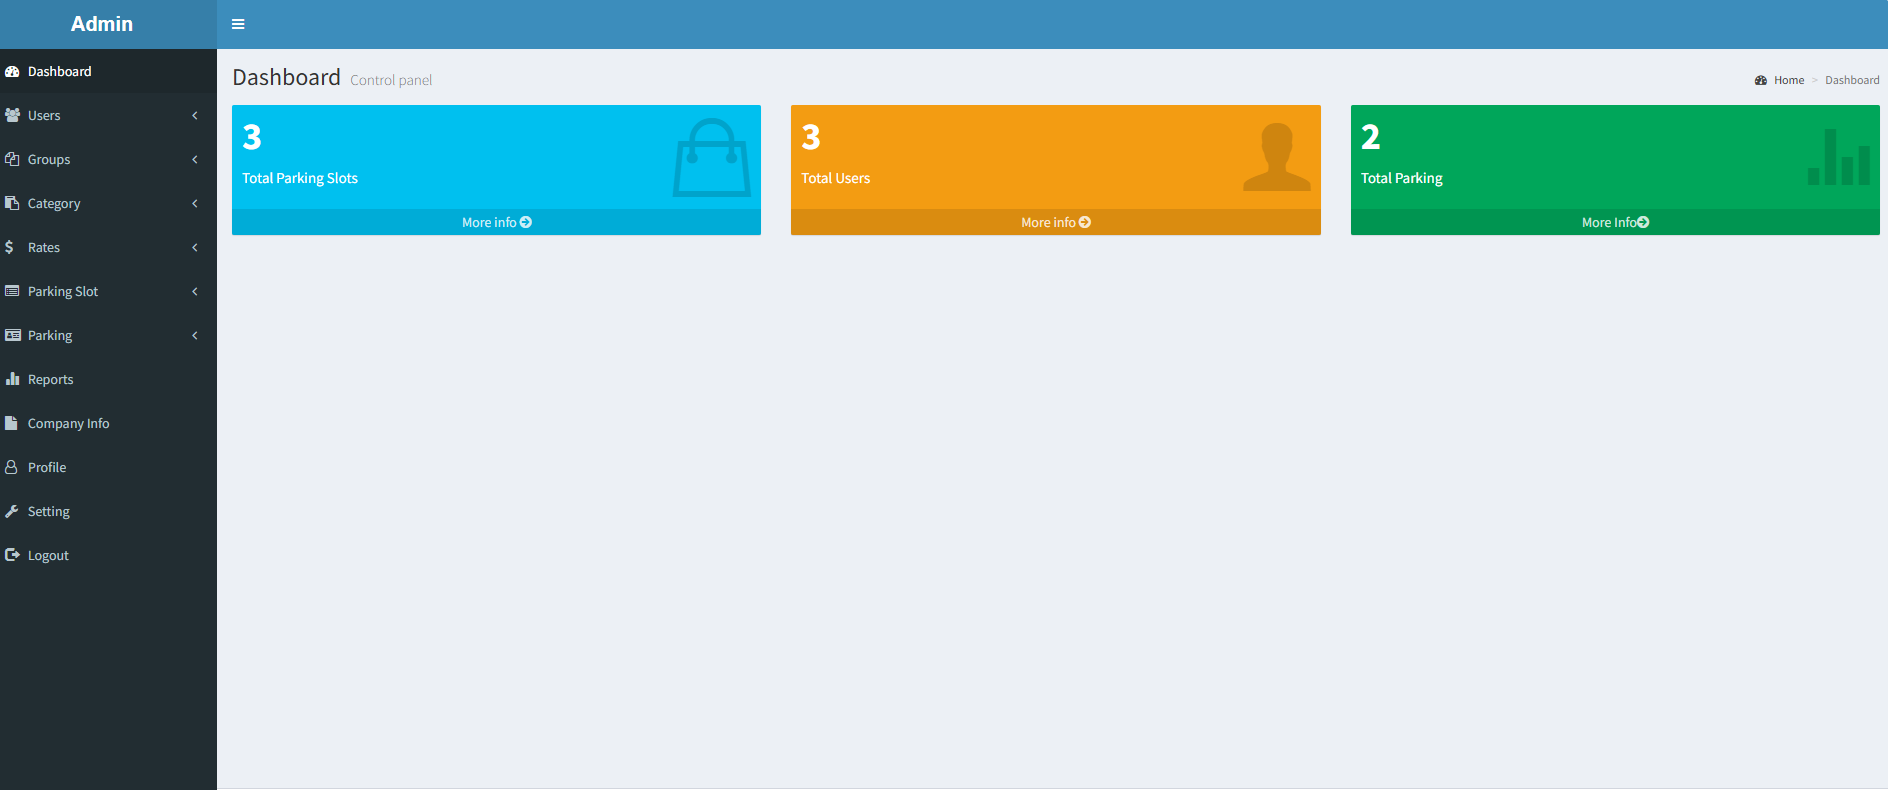 Admin
Dashboard
Users
Groups
Category
Rates
Parking Slot
Parking
Reports
Company Info
Profile
Setting
Logout
Dashboard Control panel
Home > Dashboard
3
Total Parking Slots
More info
3
Total Users
More info
2
Total Parking
More Info